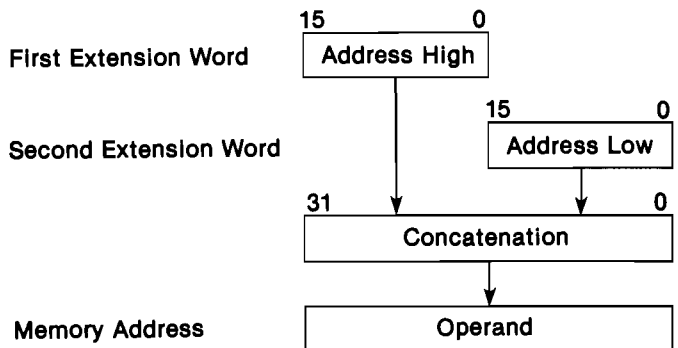 15 0
First Extension Word Address High
15 0
Second Extension Word Address Low
31 0
Concatenation
Memory Address Operand